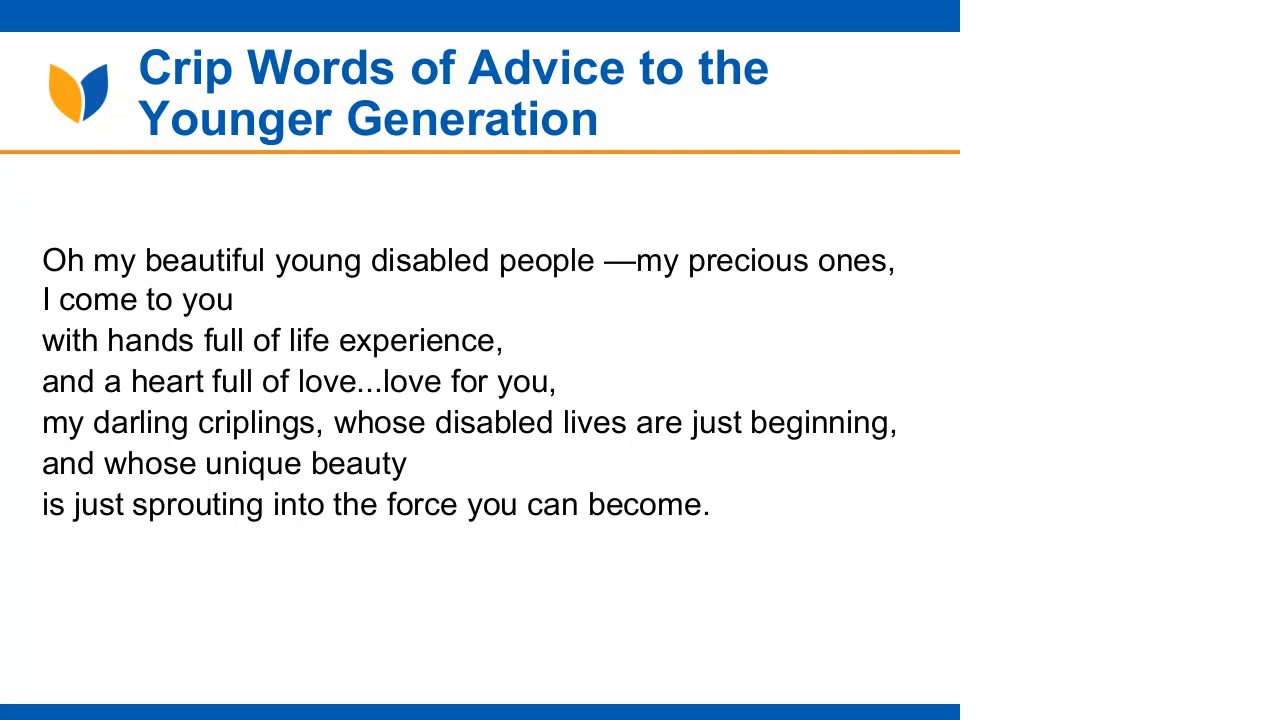 Crip Words of Advice to the
Younger Generation
Oh my beautiful young disabled people —my precious ones,
I come to you
with hands full of life experience,
and a heart full of love...love for you,
my darling criplings, whose disabled lives are just beginning,
and whose unique beauty
is just sprouting into the force you can become.